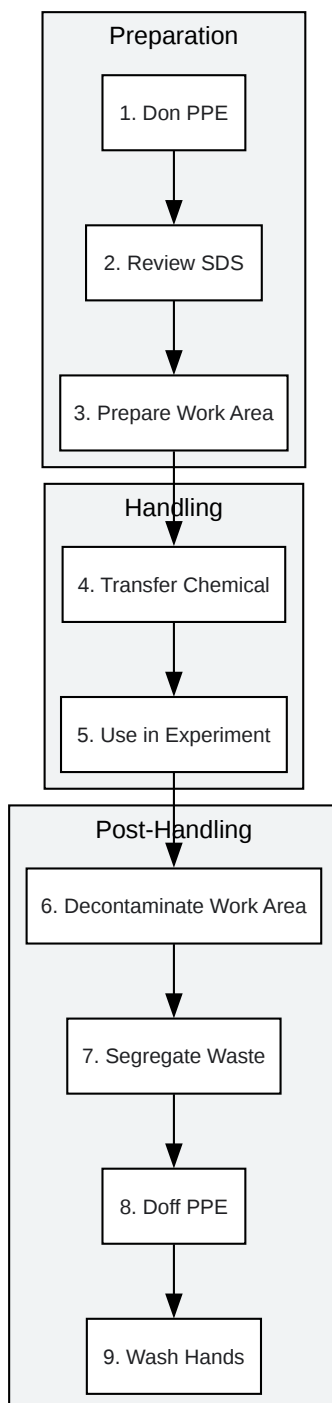 Preparation
1. Don PPE
2. Review SDS
3. Prepare Work Area
Handling
4. Transfer Chemical
5. Use in Experiment
Post-Handling
6. Decontaminate Work Area
7. Segregate Waste
8. Doff PPE
9. Wash Hands